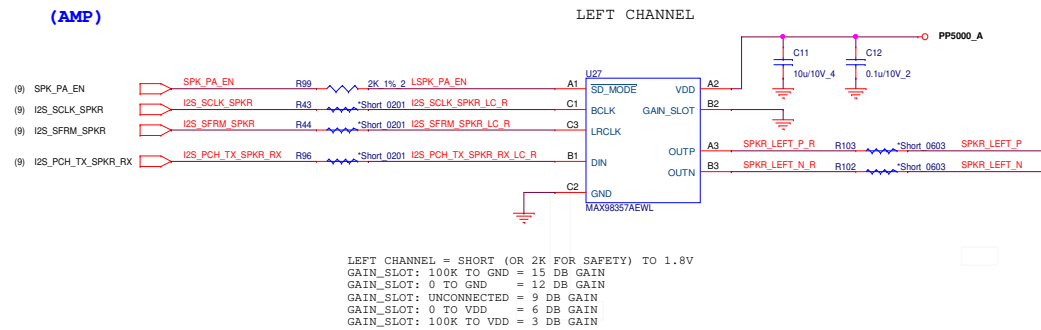 (AMP)
LEFT CHANNEL
PP5000_A
C11
10u/10V_4
C12
0.1u/10V_2
U27
(9) SPK_PA_EN
SPK_PA_EN
R99
2K_1%_2
LSPK_PA_EN
A1
SD_MODE
VDD
A2
(9) I2S_SCLK_SPKR
I2S_SCLK_SPKR
R43
*Short_0201
I2S_SCLK_SPKR_LC_R
C1
BCLK
GAIN_SLOT
B2
(9) I2S_SFRM_SPKR
I2S_SFRM_SPKR
R44
*Short_0201
I2S_SFRM_SPKR_LC_R
C3
LRCLK
OUTP
A3
SPKR_LEFT_P_R
R103
*Short_0603
SPKR_LEFT_P
(9) I2S_PCH_TX_SPKR_RX
I2S_PCH_TX_SPKR_RX
R96
*Short_0201
I2S_PCH_TX_SPKR_RX_LC_R
B1
DIN
OUTN
B3
SPKR_LEFT_N_R
R102
*Short_0603
SPKR_LEFT_N
C2
GND
MAX98357AEWL
LEFT CHANNEL = SHORT (OR 2K FOR SAFETY) TO 1.8V
GAIN_SLOT: 100K TO GND = 15 DB GAIN
GAIN_SLOT: 0 TO GND = 12 DB GAIN
GAIN_SLOT: UNCONNECTED = 9 DB GAIN
GAIN_SLOT: 0 TO VDD = 6 DB GAIN
GAIN_SLOT: 100K TO VDD = 3 DB GAIN